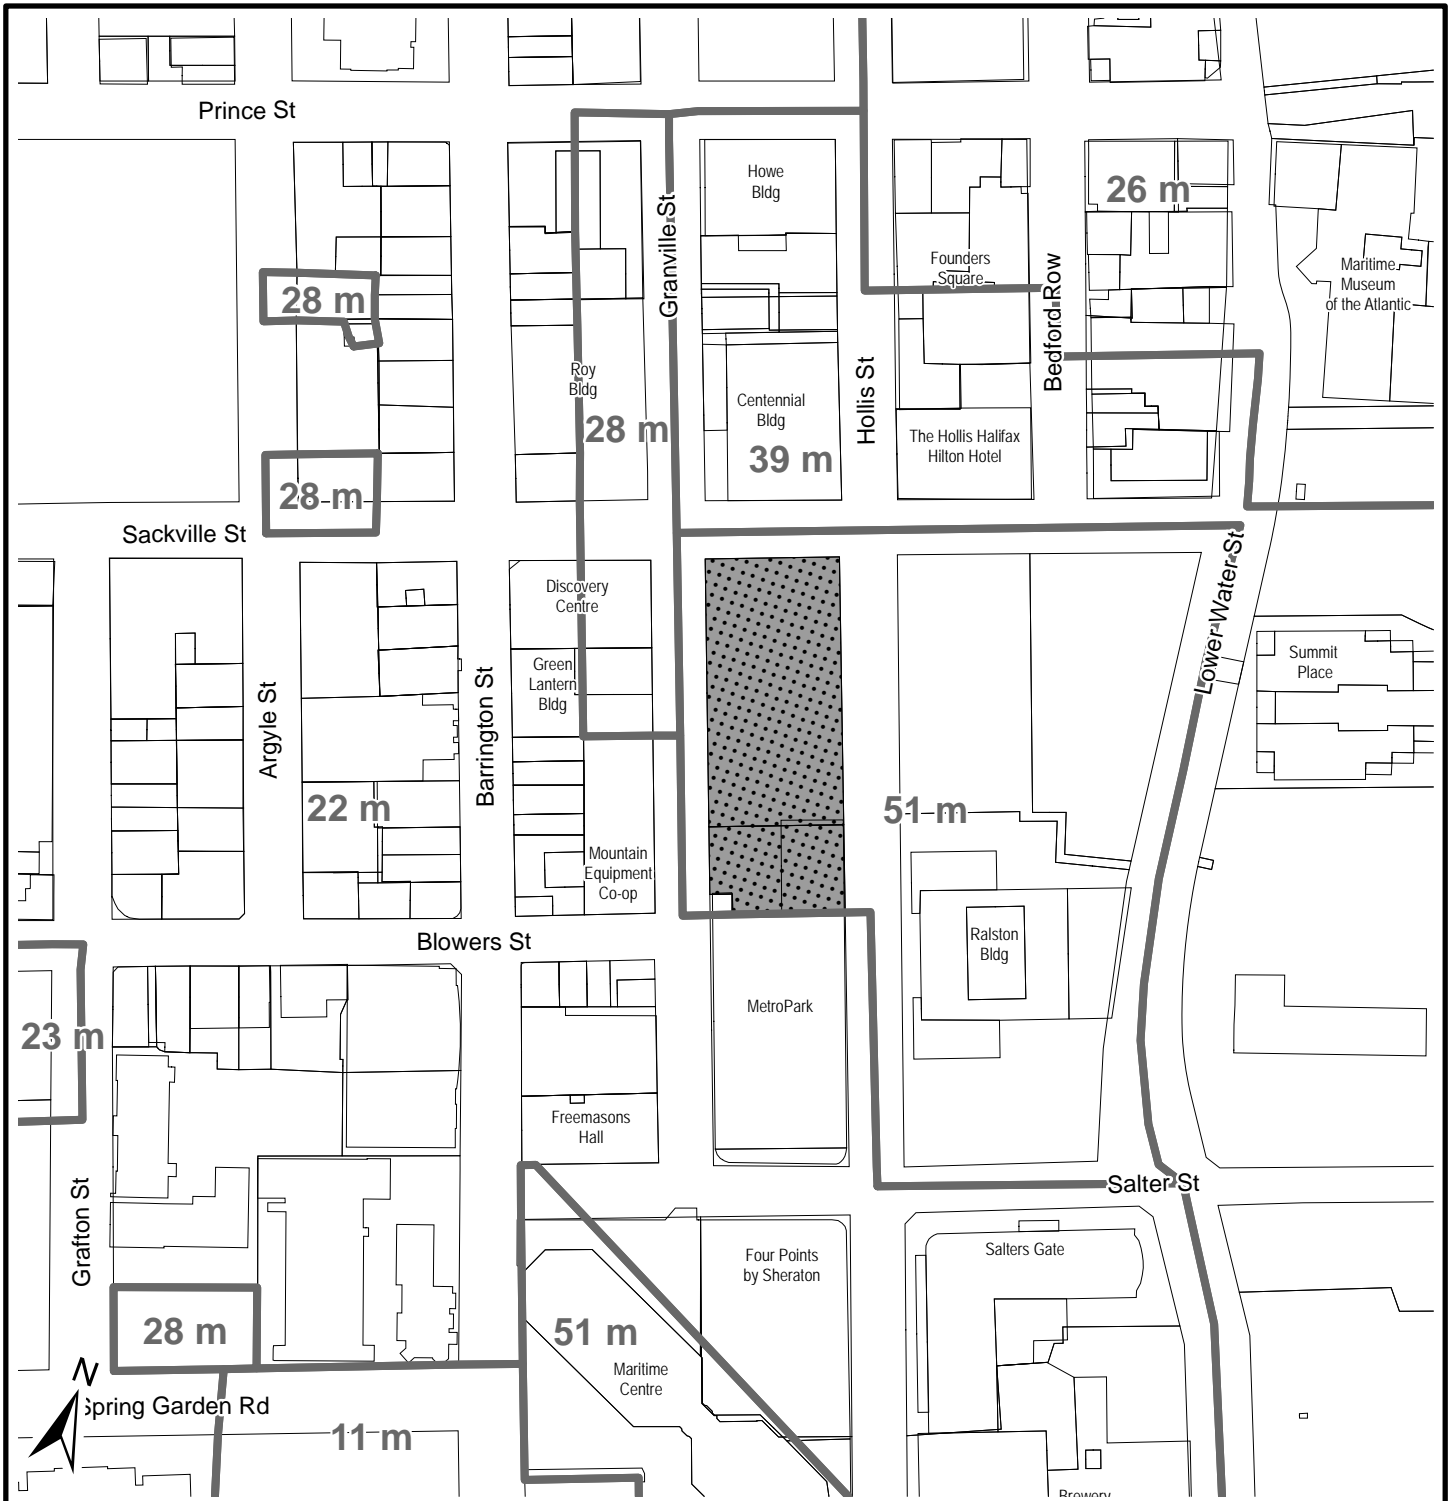 Prince St
Howe
Bldg
26 m
Granville St
Founders
Square
Bedford Row
Maritime
Museum
of the Atlantic
28 m
Roy
Bldg
28 m
Centennial
Bldg
39 m
Hollis St
The Hollis Halifax
Hilton Hotel
28 m
Sackville St
Lower Water St
Discovery
Centre
Green
Lantern
Bldg
Summit
Place
Argyle St
Barrington St
22 m
51 m
Mountain
Equipment
Co-op
Blowers St
Ralston
Bldg
MetroPark
23 m
Freemasons
Hall
Grafton St
Salter St
Four Points
by Sheraton
Salters Gate
28 m
51 m
Maritime
Centre
N
Spring Garden Rd
11 m
Brewery